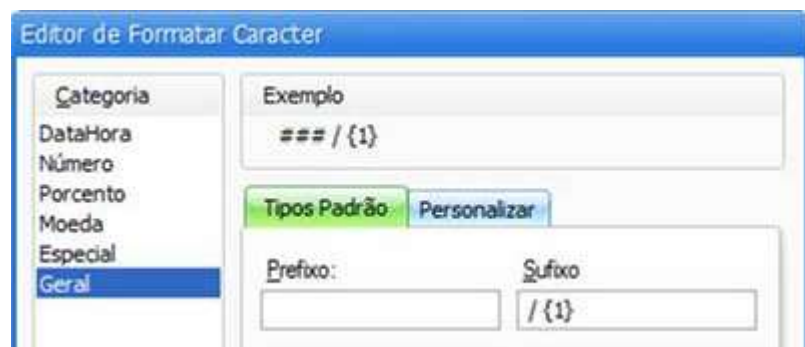 Editor de Formatar Caracter
Categoria
DataHora
Número
Porcento
Moeda
Especial
Geral
Exemplo
### / {1}
Tipos Padrão Personalizar
Prefixo: Sufixo
/ {1}